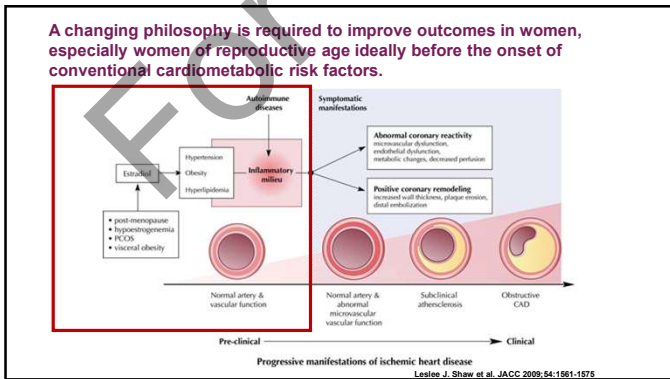 A changing philosophy is required to improve outcomes in women,
especially women of reproductive age ideally before the onset of
conventional cardiometabolic risk factors.
Autoimmune
diseases
Symptomatic
manifestations
Abnormal coronary reactivity
microvascular dysfunction,
endothelial dysfunction,
metabolic changes, decreased perfusion
Hypertension
Obesity
Hyperlipidemia
Inflammatory
milieu
Estradiol
Positive coronary remodeling
increased wall thickness, plaque erosion,
distal embolization
• post-menopause
• hypoestrogenemia
• PCOS
• visceral obesity
Normal artery &
vascular function
Normal artery &
abnormal
microvascular
vascular function
Subclinical
athersclerosis
Obstructive
CAD
Pre-clinical
Clinical
Progressive manifestations of ischemic heart disease
Leslee J. Shaw et al. JACC 2009;54:1561-1575
For